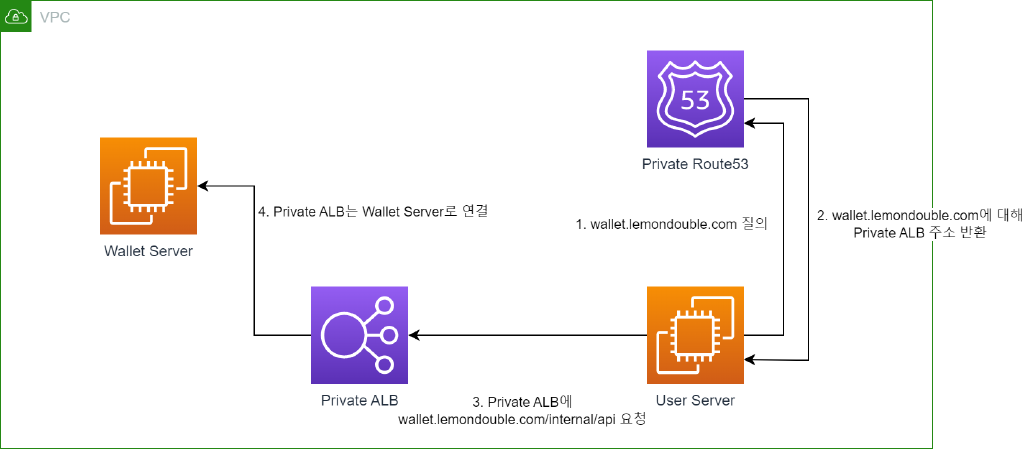 VPC
53
Private Route53
Wallet Server
4. Private ALB는 Wallet Server로 연결
1. wallet.lemondouble.com 질의
2. wallet.lemondouble.com에 대해
Private ALB 주소 반환
Private ALB
3. Private ALB에
wallet.lemondouble.com/internal/api 요청
User Server